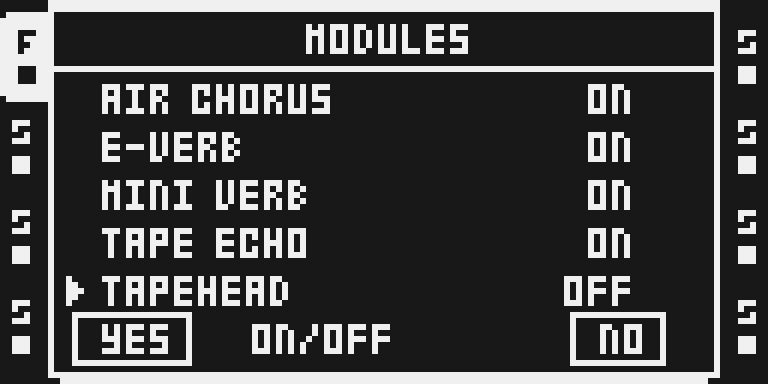 MODULES
F
AIR CHORUS ON
E-VERB ON
MINI VERB ON
TAPE ECHO ON
TAPEHEAD OFF
YES ON/OFF NO
S
S
S
S
S
S
S